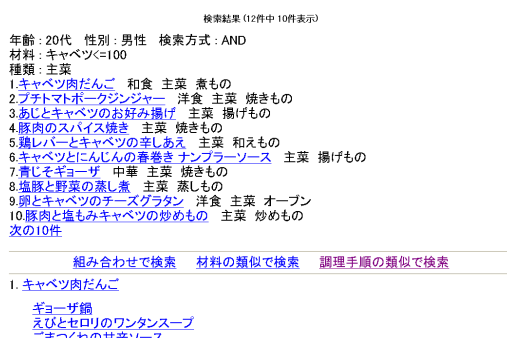 検索結果 (12件中 10件表示)
年齢 : 20代　性別 : 男性　検索方式 : AND
材料 : キャベツ<=100
種類 : 主菜
1.キャベツ肉だんご　和食　主菜　煮もの
2.プチトマトポークジンジャー　洋食　主菜　焼きもの
3.あじとキャベツのお好み揚げ　主菜　揚げもの
4.豚肉のスパイス焼き　主菜　焼きもの
5.鶏レバーとキャベツの辛しあえ　主菜　和えもの
6.キャベツとにんじんの春巻き ナンプラーソース　主菜　揚げもの
7.青じそギョーザ　中華　主菜　焼きもの
8.塩豚と野菜の蒸し煮　主菜　蒸しもの
9.卵とキャベツのチーズグラタン　洋食　主菜　オーブン
10.豚肉と塩もみキャベツの炒めもの　主菜　炒めもの
次の10件
組み合わせで検索　材料の類似で検索　調理手順の類似で検索
1. キャベツ肉だんご
ギョーザ鍋
えびとセロリのワンタンスープ